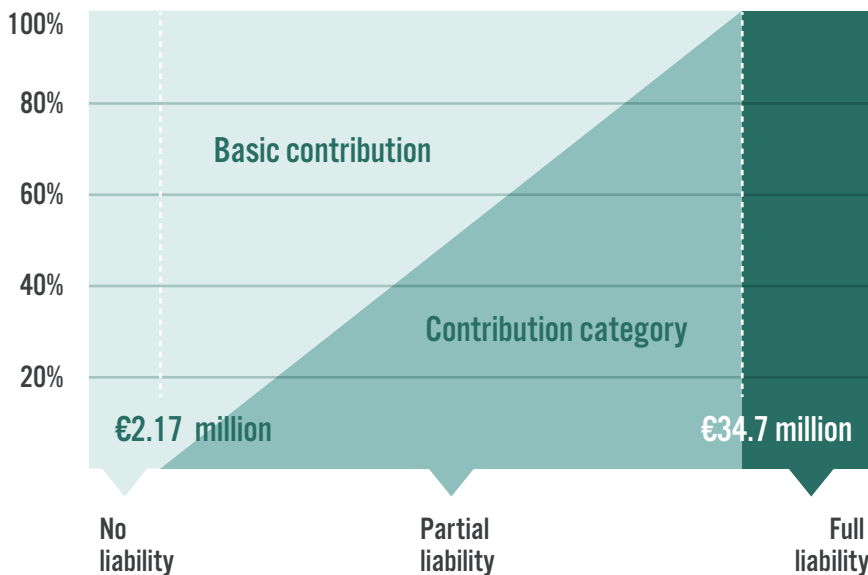 100%
80%
60%
40%
20%
Basic contribution
Contribution category
€2.17 million
€34.7 million
No
liability
Partial
liability
Full
liability